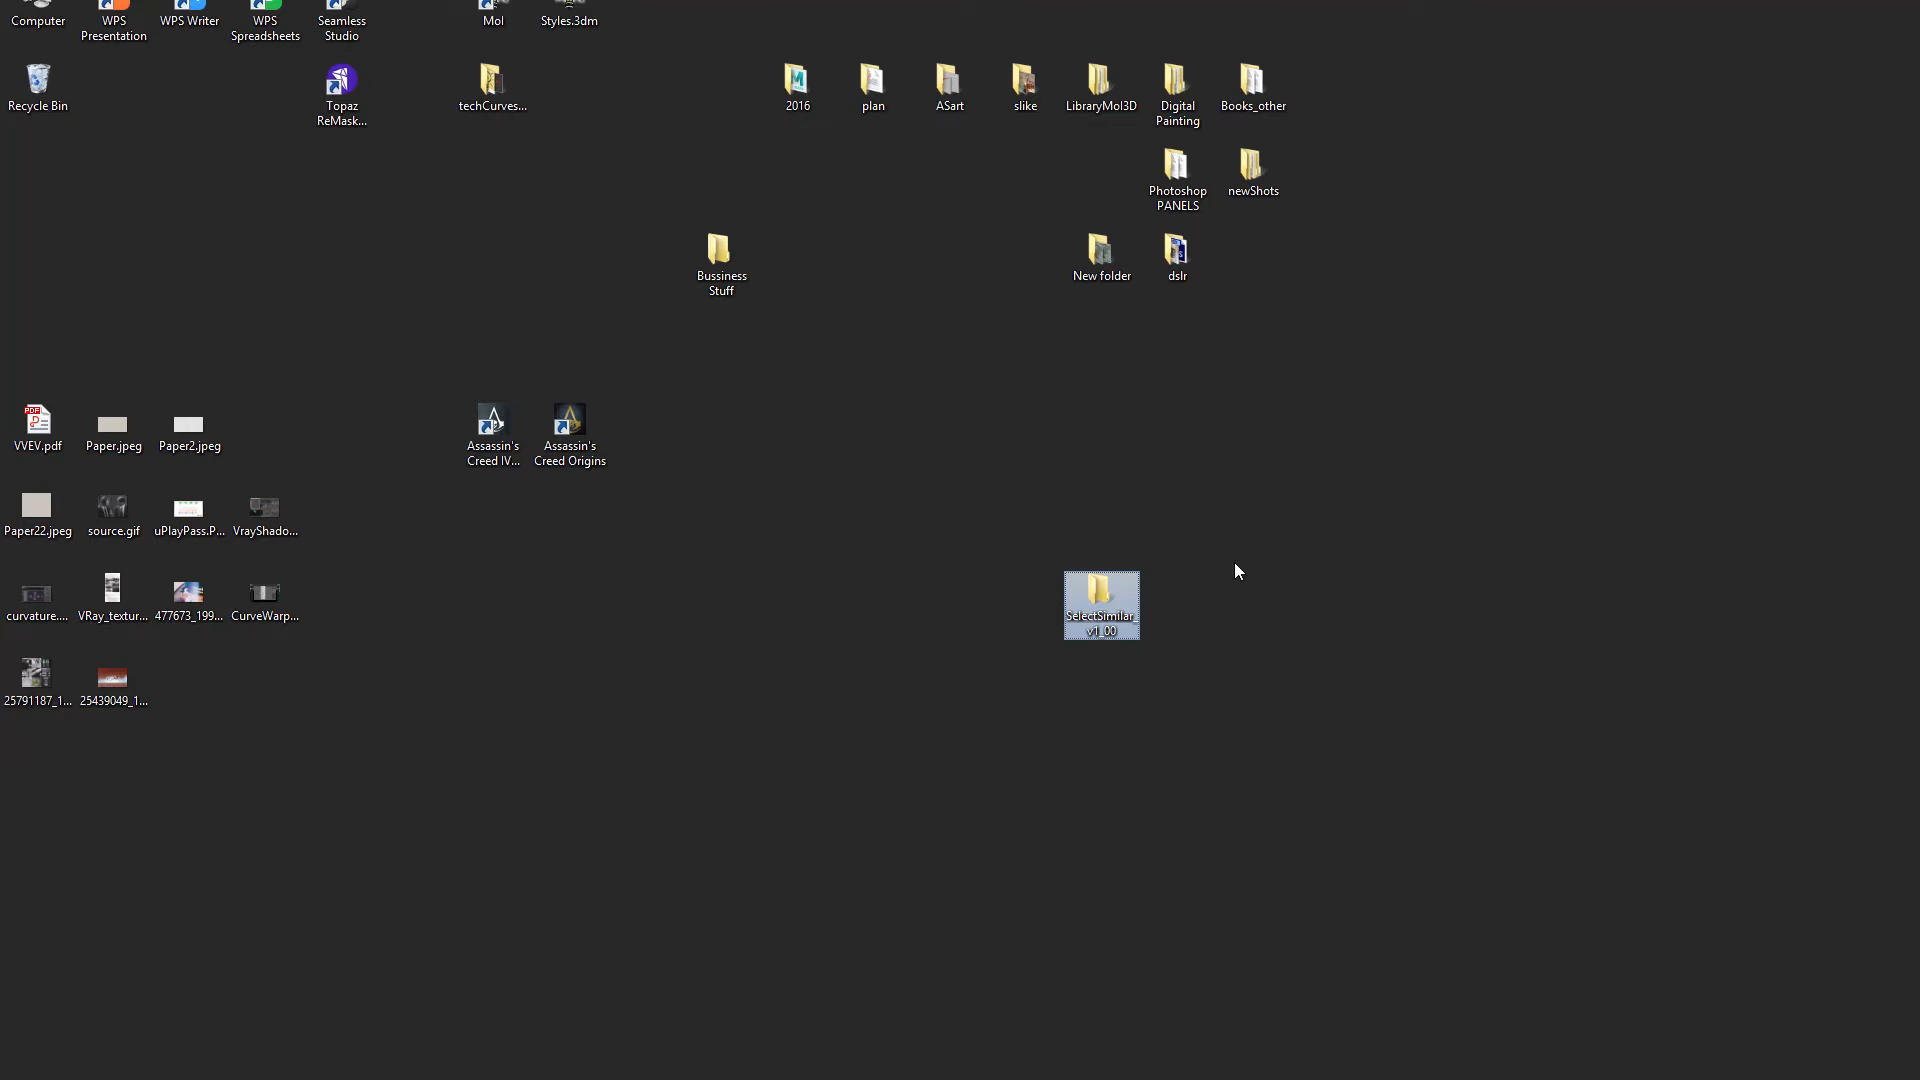 Computer
WPS
Presentation
WPS Writer
WPS
Spreadsheets
Seamless
Studio
MoI
Styles.3dm
Recycle Bin
Topaz
ReMask...
techCurves...
2016
plan
ASart
slike
LibraryMoI3D
Digital
Painting
Books_other
Photoshop
PANELS
newShots
Bussiness
Stuff
New folder
dslr
VVEV.pdf
Paper.jpeg
Paper2.jpeg
Assassin's
Creed IV...
Assassin's
Creed Origins
Paper22.jpeg
source.gif
uPlayPass.P...
VrayShado...
curvature....
VRay_textur...
477673_199...
CurveWarp...
SelectSimilar_
v1_00
25791187_1...
25439049_1...